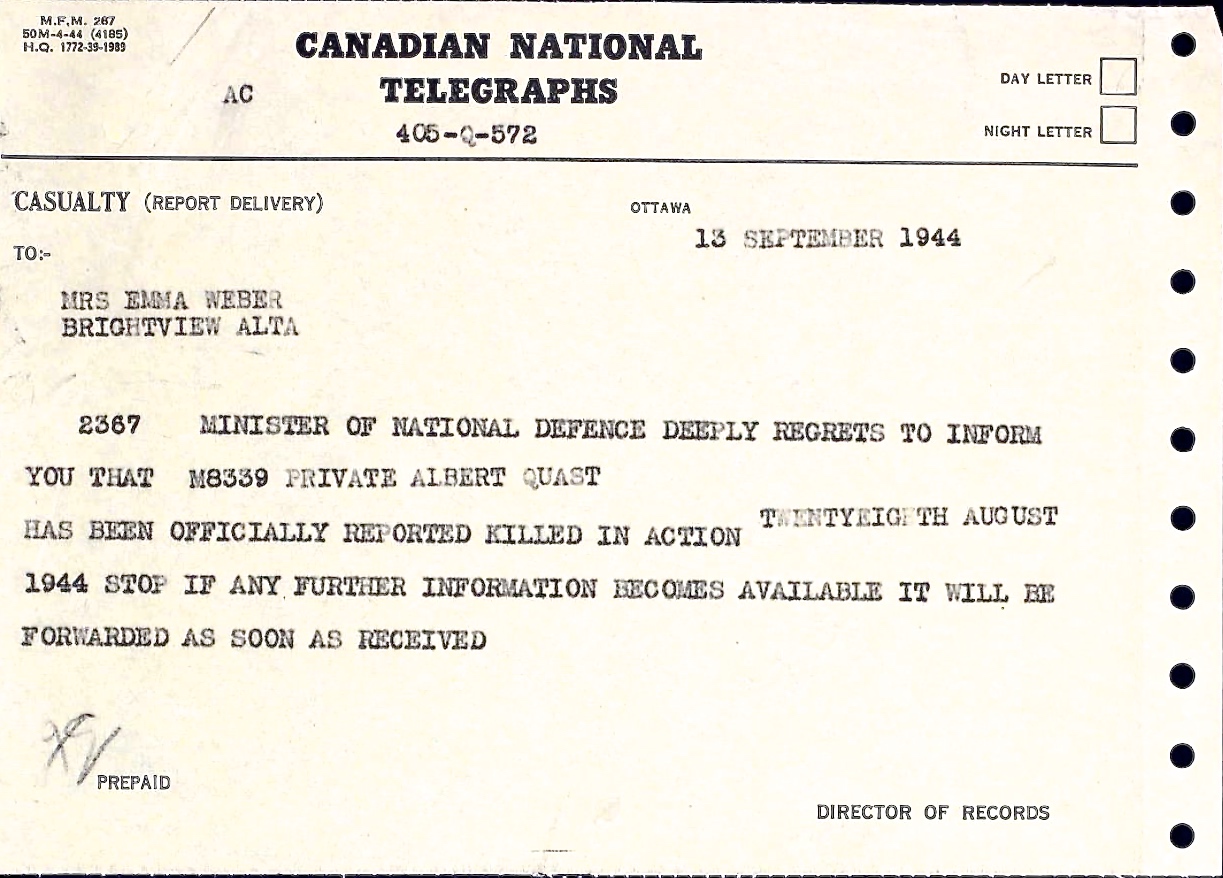 M.F.M. 267
50M-4-44 (4185)
H.Q. 1772-39-1989
CANADIAN NATIONAL
TELEGRAPHS
AC
405-Q-572
DAY LETTER
NIGHT LETTER
CASUALTY (REPORT DELIVERY)
OTTAWA
13 SEPTEMBER 1944
TO:-
MRS EMMA WEBER
BRIGHTVIEW ALTA
2367 MINISTER OF NATIONAL DEFENCE DEEPLY REGRETS TO INFORM
YOU THAT M8339 PRIVATE ALBERT QUAST
HAS BEEN OFFICIALLY REPORTED KILLED IN ACTION TWENTYEIGHTH AUGUST
1944 STOP IF ANY FURTHER INFORMATION BECOMES AVAILABLE IT WILL BE
FORWARDED AS SOON AS RECEIVED
PREPAID
DIRECTOR OF RECORDS